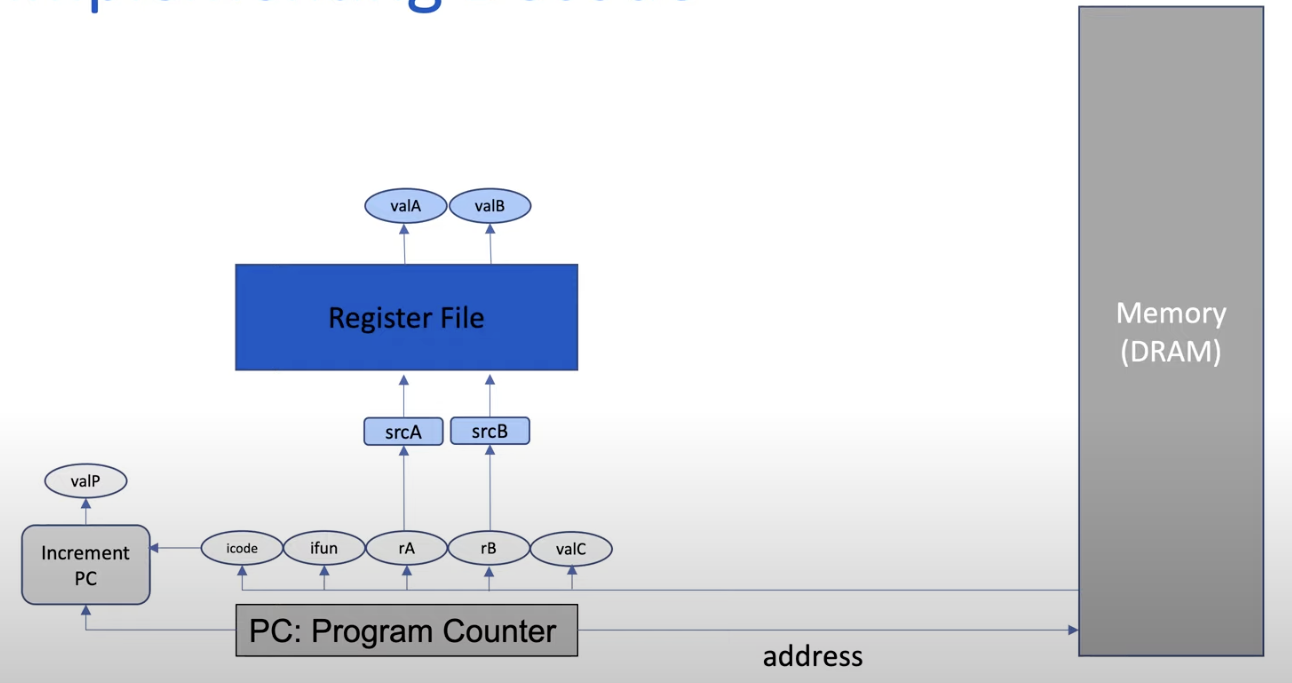 valA valB
Register File
Memory
(DRAM)
srcA srcB
valP
icode ifun rA rB valC
Increment
PC
PC: Program Counter
address